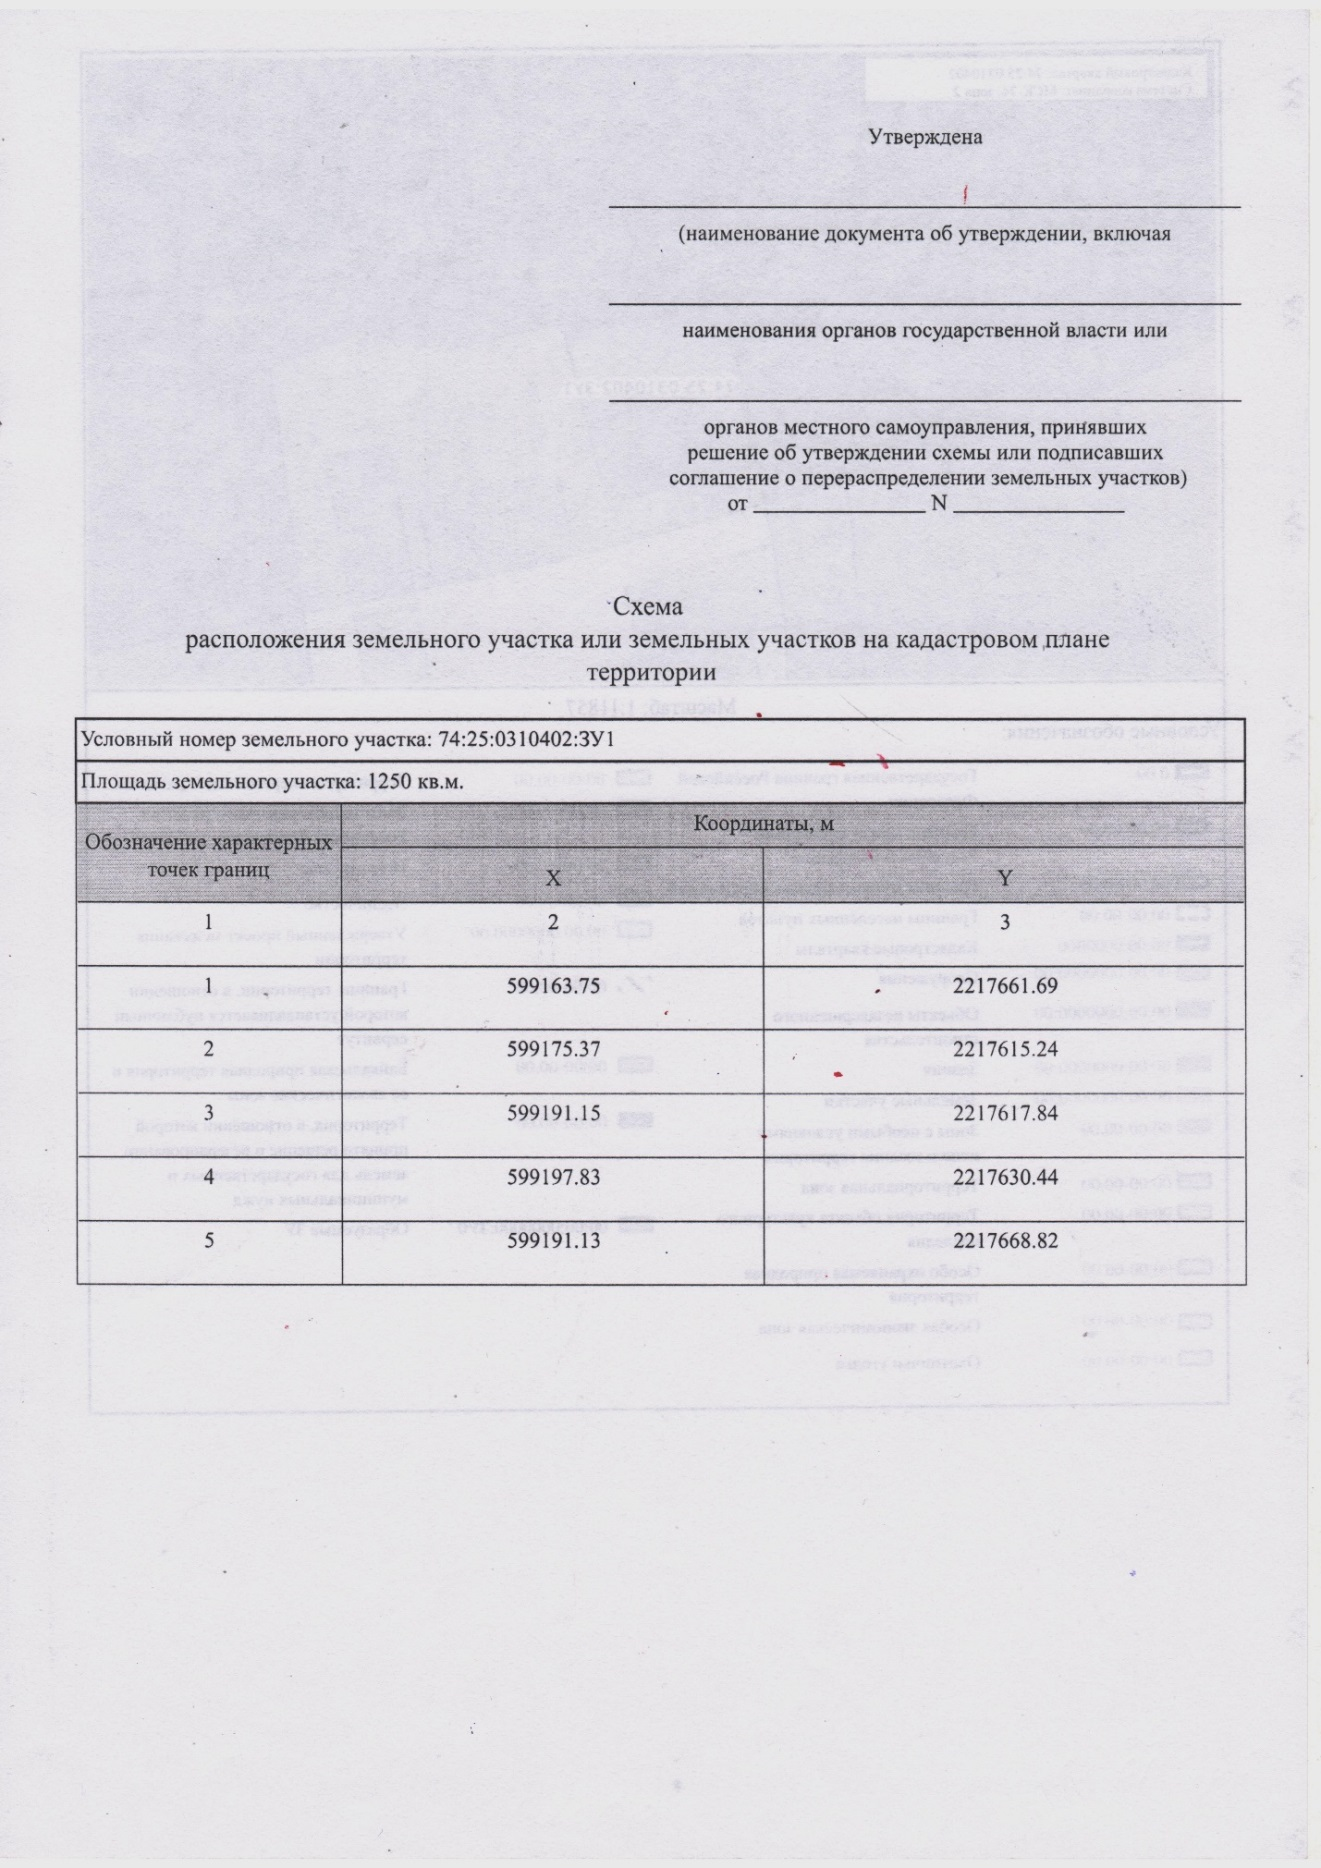 Утверждена
(наименование документа об утверждении, включая
наименования органов государственной власти или
органов местного самоуправления, принявших
решение об утверждении схемы или подписавших
соглашение о перераспределении земельных участков)
от ________________ N ________________
Схема
расположения земельного участка или земельных участков на кадастровом плане
территории
Условный номер земельного участка: 74:25:0310402:ЗУ1
Площадь земельного участка: 1250 кв.м.
Обозначение характерных
точек границ
Координаты, м
X Y
1 2 3
1 599163.75 2217661.69
2 599175.37 2217615.24
3 599191.15 2217617.84
4 599197.83 2217630.44
5 599191.13 2217668.82